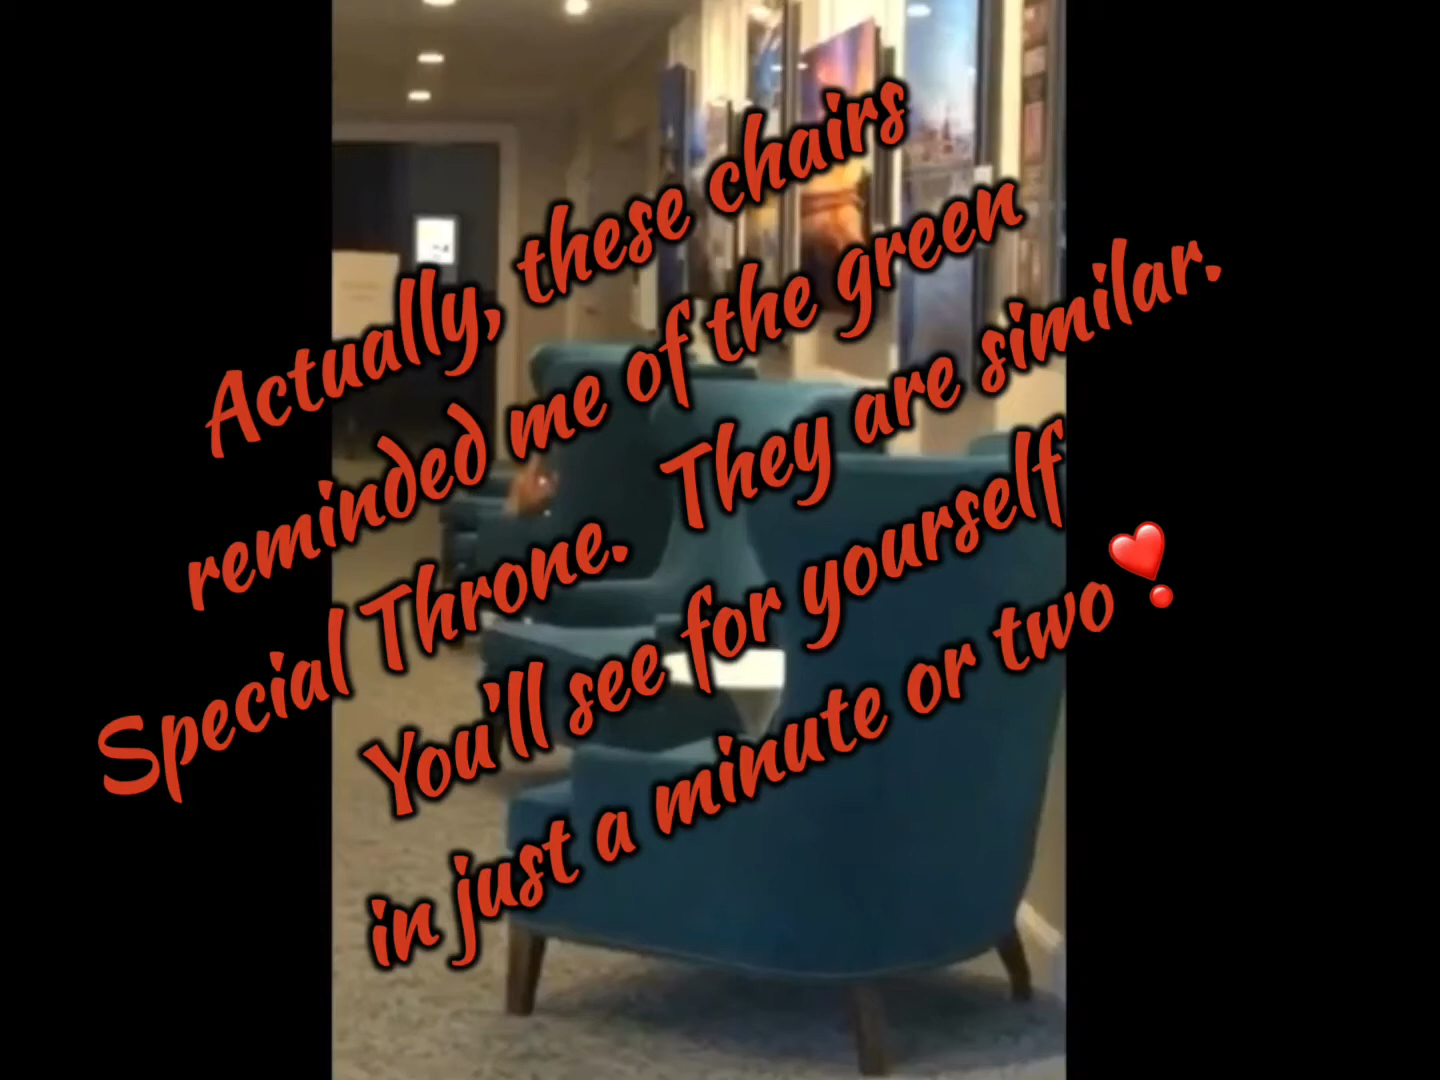 Actually, these chairs
reminded me of the green
Special Throne. They are similar.
You'll see for yourself
in just a minute or two❣